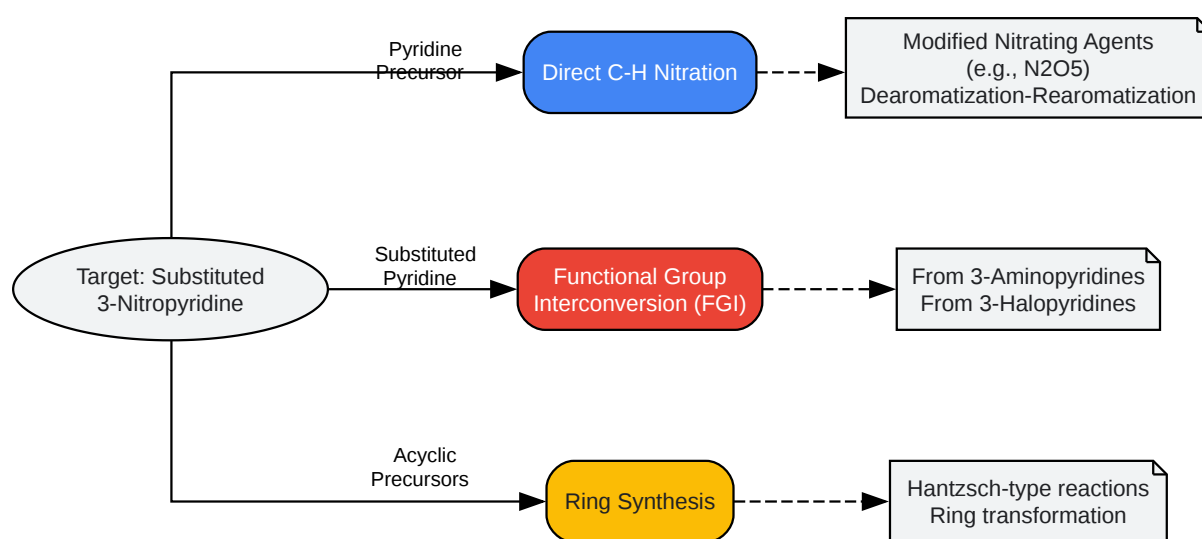 Pyridine
Precursor
Direct C-H Nitration
Modified Nitrating Agents
(e.g., N2O5)
Dearomatization-Rearomatization
Target: Substituted
3-Nitropyridine
Substituted
Pyridine
Functional Group
Interconversion (FGI)
From 3-Aminopyridines
From 3-Halopyridines
Acyclic
Precursors
Ring Synthesis
Hantzsch-type reactions
Ring transformation